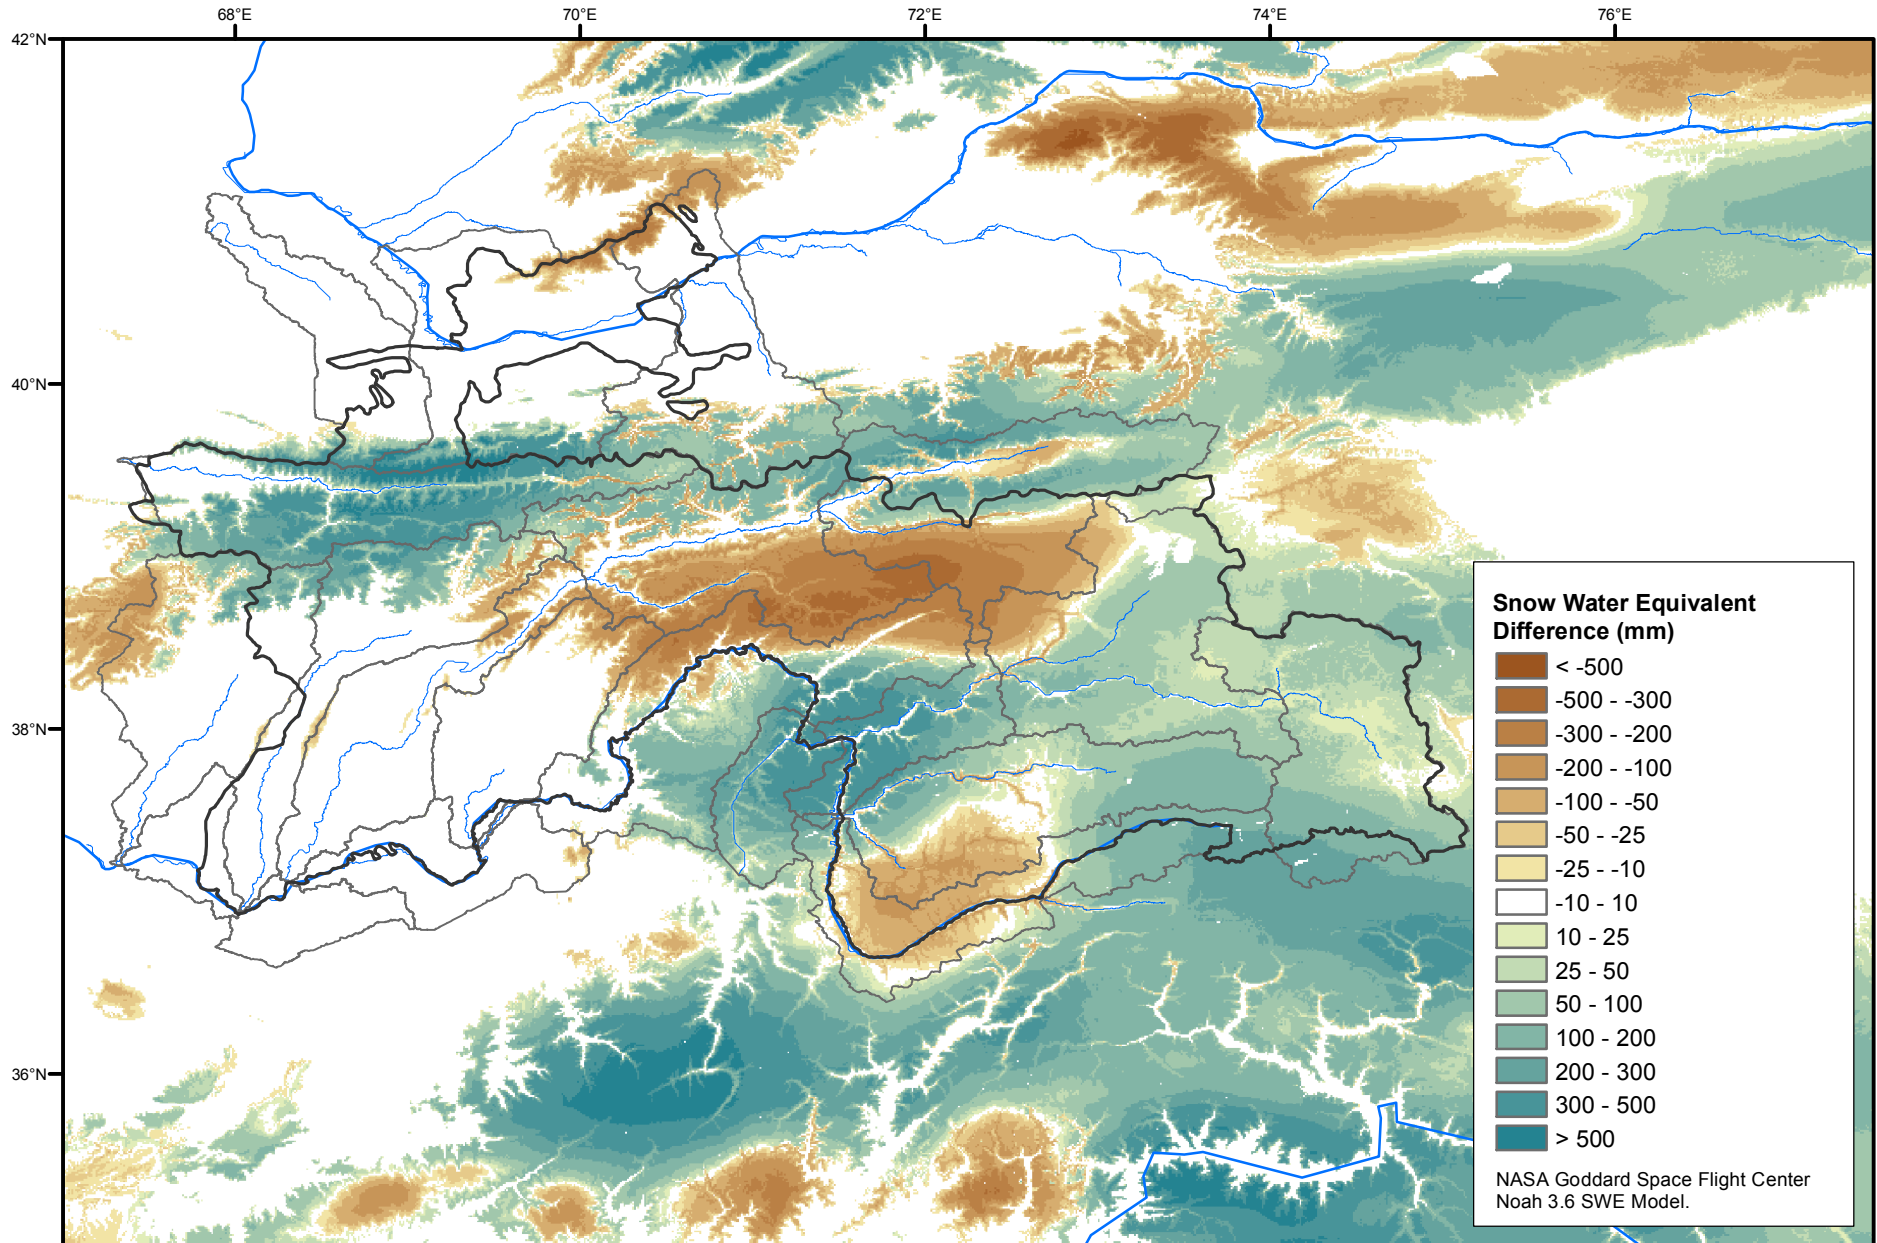 68°E
70°E
72°E
74°E
76°E
42°N
40°N
38°N
36°N
Snow Water Equivalent
Difference (mm)
< -500
-500 - -300
-300 - -200
-200 - -100
-100 - -50
-50 - -25
-25 - -10
-10 - 10
10 - 25
25 - 50
50 - 100
100 - 200
200 - 300
300 - 500
> 500
NASA Goddard Space Flight Center
Noah 3.6 SWE Model.